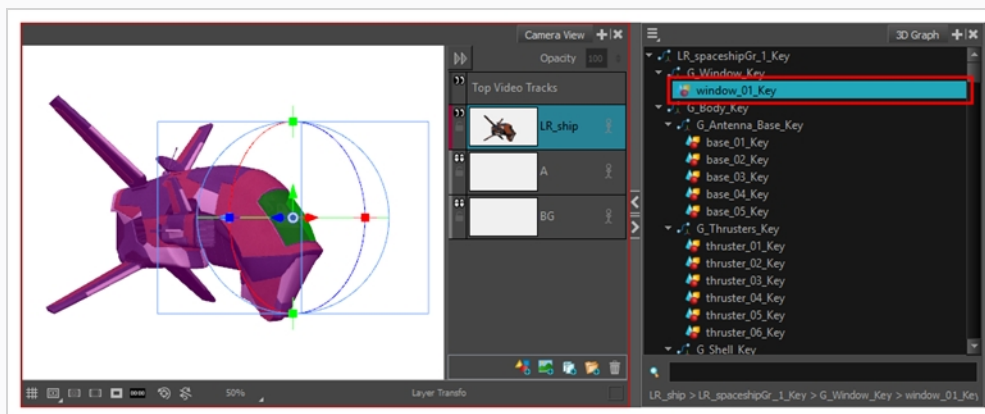 Camera View
Opacity 100
Top Video Tracks
LR_ship
A
BG
50%
Layer Transfo
3D Graph
LR_spaceshipGr_1_Key
G_Window_Key
window_01_Key
G_Body_Key
G_Antenna_Base_Key
base_01_Key
base_02_Key
base_03_Key
base_04_Key
base_05_Key
G_Thrusters_Key
thruster_01_Key
thruster_02_Key
thruster_03_Key
thruster_04_Key
thruster_05_Key
thruster_06_Key
G_Shell_Key
LR_ship > LR_spaceshipGr_1_Key > G_Window_Key > window_01_Key